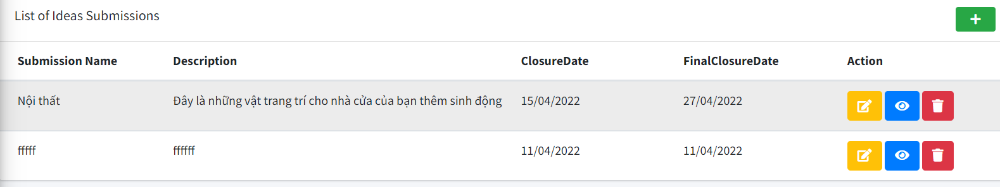 List of Ideas Submissions
Submission Name Description ClosureDate FinalClosureDate Action
Nội thất Đây là những vật trang trí cho nhà cửa của bạn thêm sinh động 15/04/2022 27/04/2022
fffff ffffff 11/04/2022 11/04/2022